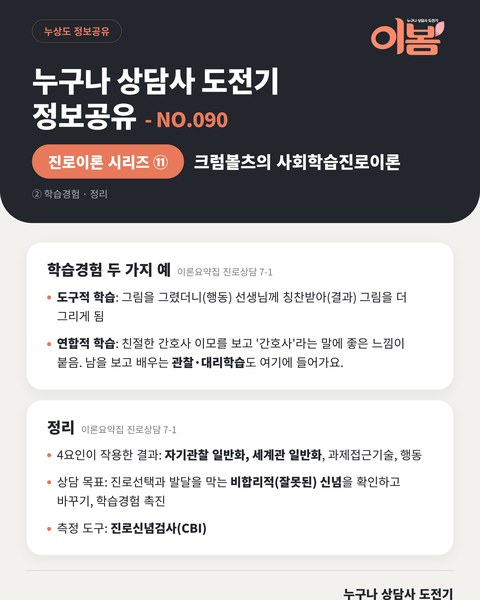 누상도 정보공유
누구나 상담사 도전기
이봄
누구나 상담사 도전기
정보공유 - NO.090
진로이론 시리즈 ⑪ 크럼볼츠의 사회학습진로이론
② 학습경험 · 정리
학습경험 두 가지 예 이론요약집 진로상담 7-1
• 도구적 학습: 그림을 그렸더니(행동) 선생님께 칭찬받아(결과) 그림을 더
그리게 됨
• 연합적 학습: 친절한 간호사 이모를 보고 '간호사'라는 말에 좋은 느낌이
붙음. 남을 보고 배우는 관찰·대리학습도 여기에 들어가요.
정리 이론요약집 진로상담 7-1
• 4요인이 작용한 결과: 자기관찰 일반화, 세계관 일반화, 과제접근기술, 행동
• 상담 목표: 진로선택과 발달을 막는 비합리적(잘못된) 신념을 확인하고
바꾸기, 학습경험 촉진
• 측정 도구: 진로신념검사(CBI)
누구나 상담사 도전기